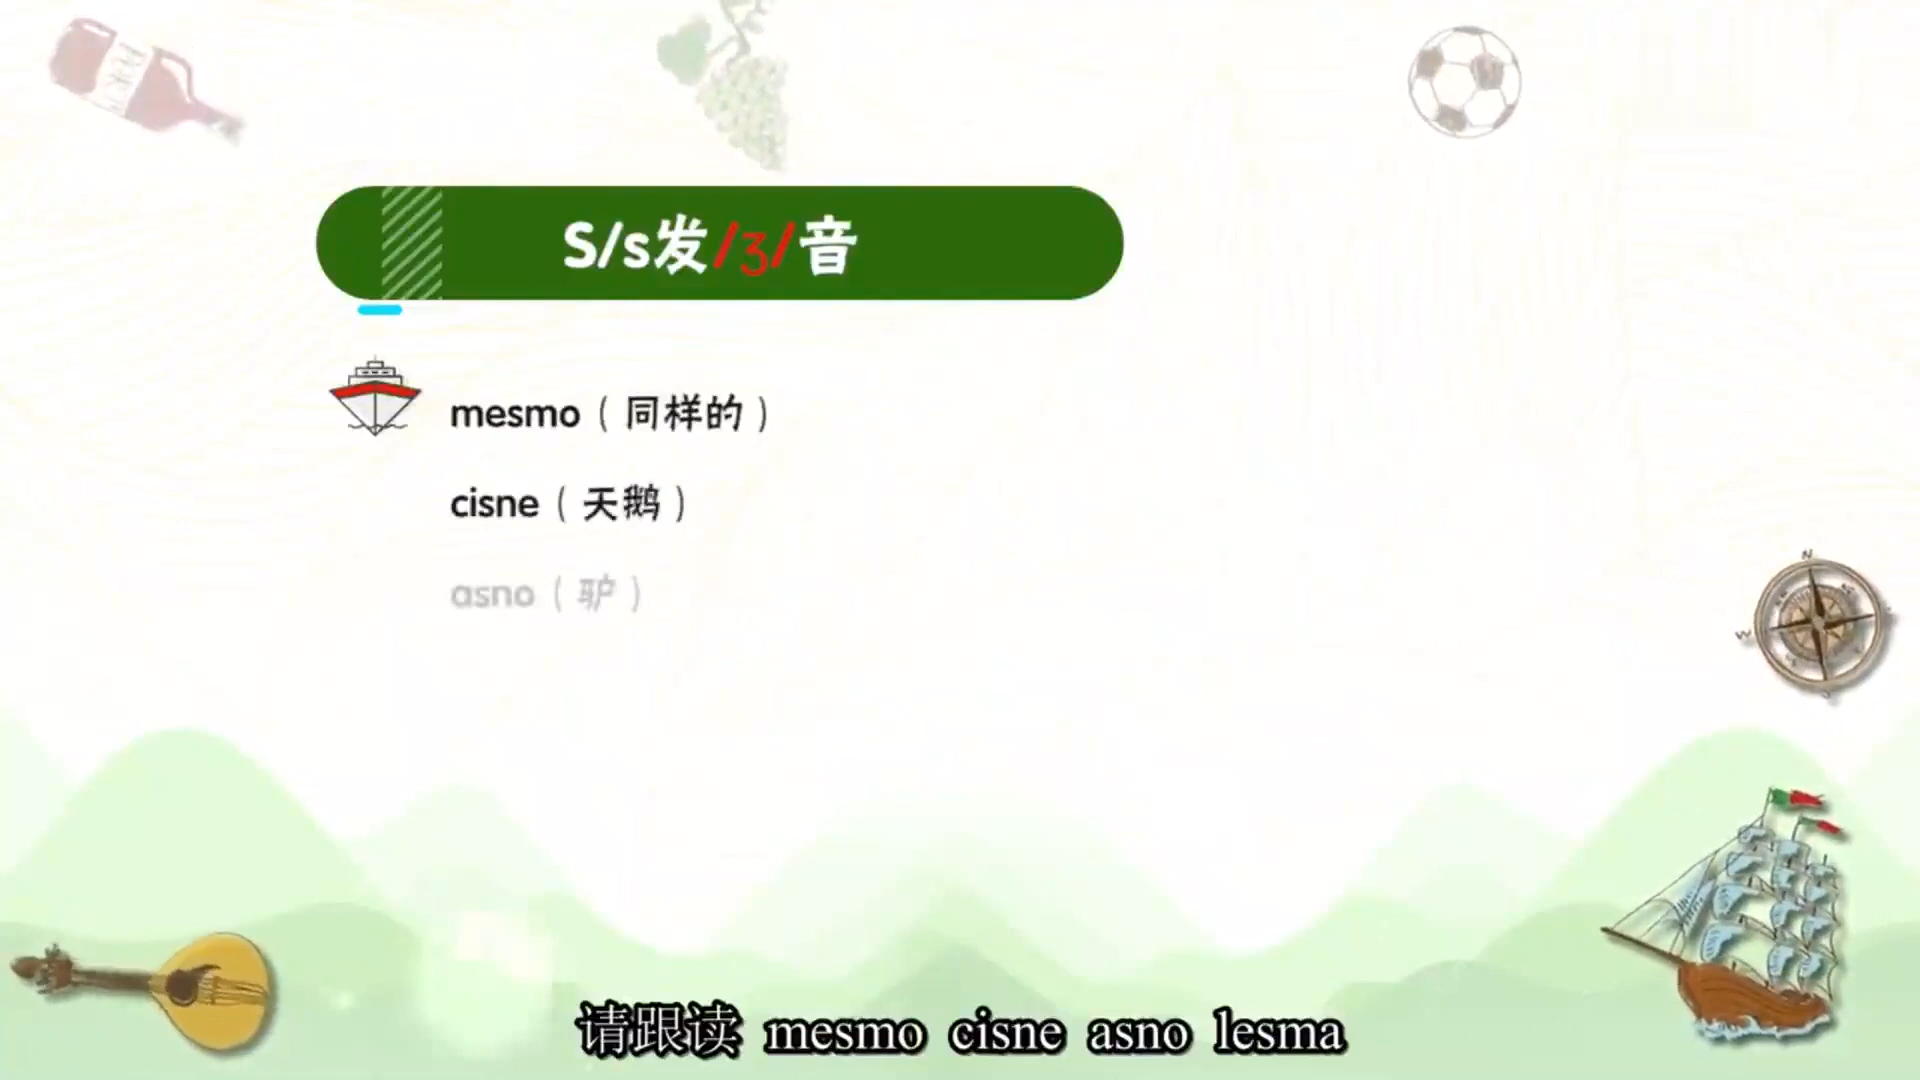 S/s发/ʒ/音
mesmo（同样的）
cisne（天鹅）
asno（驴）
N
W
请跟读 mesmo cisne asno lesma